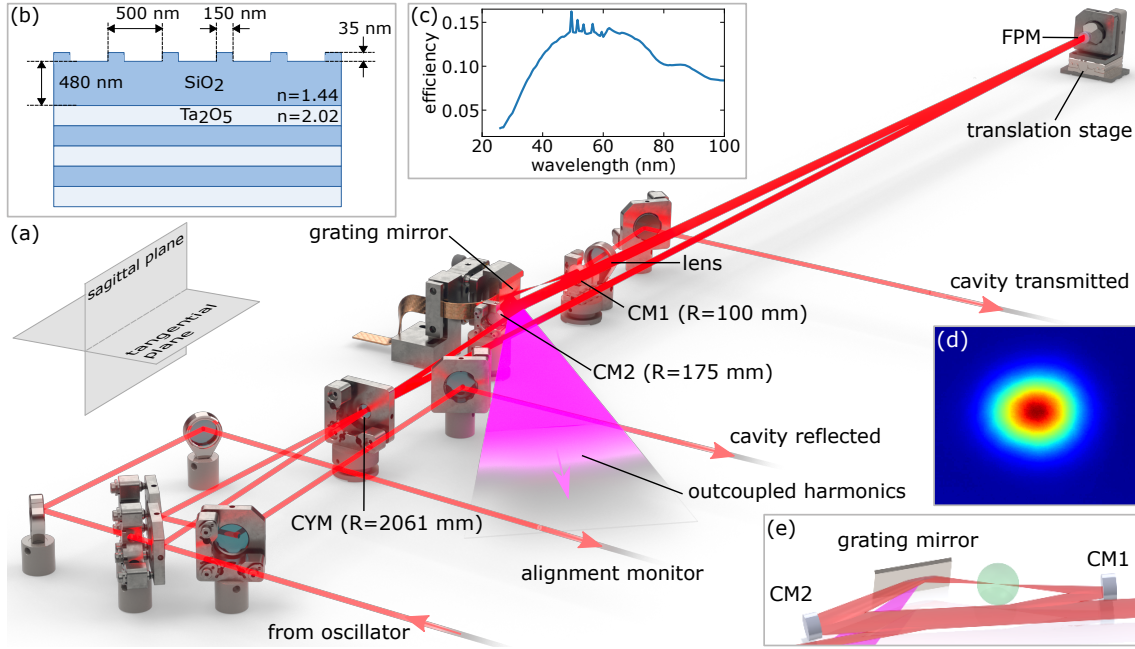 (b)
500 nm
150 nm
35 nm
480 nm
SiO2
n=1.44
Ta2O5
n=2.02
(c)
efficiency
0.15
0.10
0.05
20
40
60
80
100
wavelength (nm)
FPM
translation stage
(a)
sagittal plane
tangential
plane
grating mirror
lens
CM1 (R=100 mm)
CM2 (R=175 mm)
cavity transmitted
(d)
cavity reflected
outcoupled harmonics
CYM (R=2061 mm)
alignment monitor
from oscillator
(e)
grating mirror
CM1
CM2